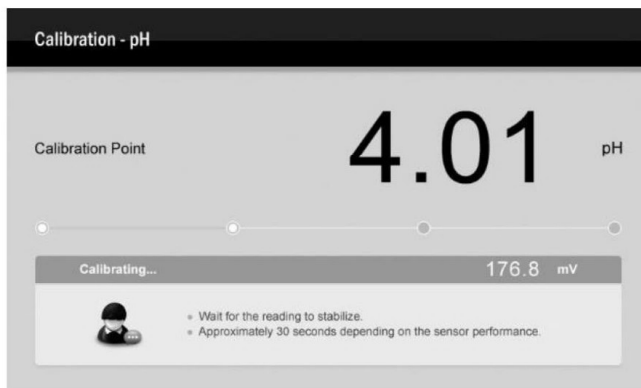 Calibration - pH
Calibration Point 4.01 pH
Calibrating... 176.8 mV
Wait for the reading to stabilize.
Approximately 30 seconds depending on the sensor performance.